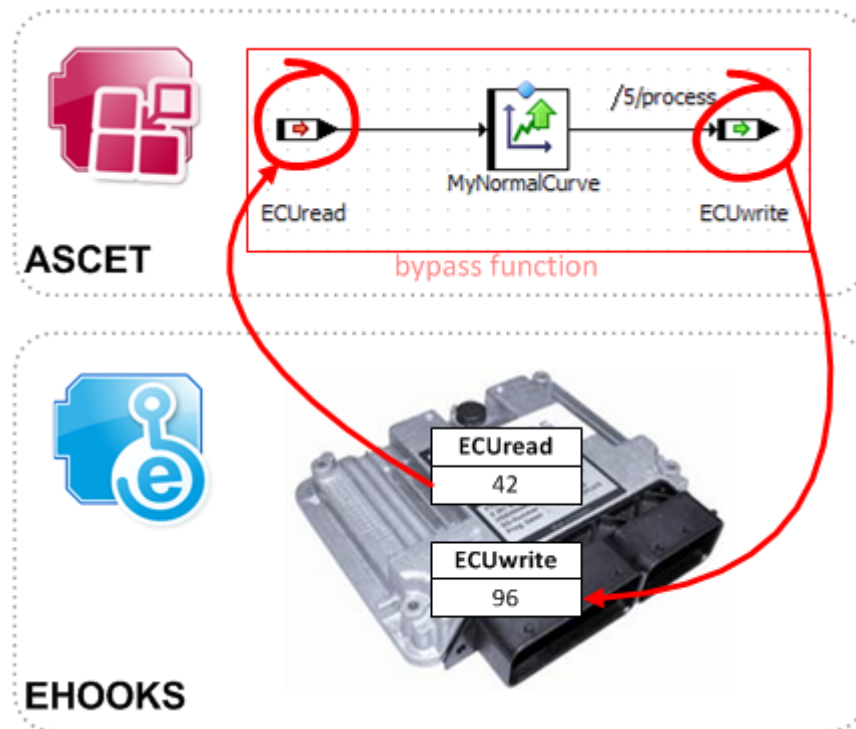 /5/process
MyNormalCurve
ECUread
ECUwrite
ASCET
bypass function
e
ECUread
42
ECUwrite
96
EHOOKS